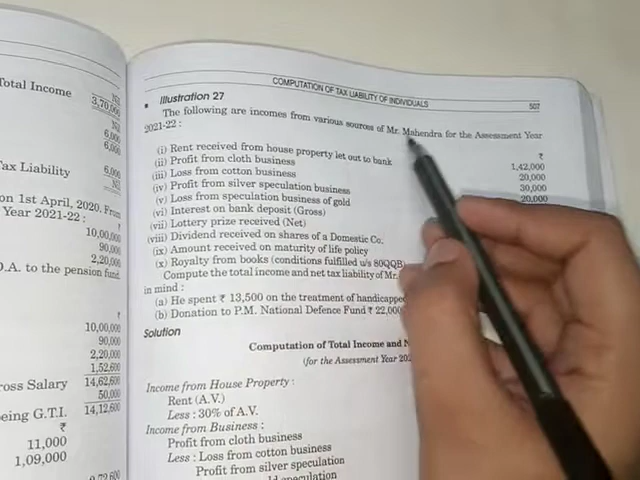 Total Income
Nil
3,70,000
Nil
6,000
6,000
Tax Liability
6,000
Nil
on 1st April, 2020. From
Year 2021-22 :
₹
10,00,000
90,000
2,20,000
D.A. to the pension fund.
₹
10,00,000
90,000
2,20,000
1,52,600
Gross Salary 14,62,600
50,000
being G.T.I. 14,12,600
₹
11,000
1,09,000
COMPUTATION OF TAX LIABILITY OF INDIVIDUALS
507
Illustration 27
The following are incomes from various sources of Mr. Mahendra for the Assessment Year
2021-22 :
₹
(i) Rent received from house property let out to bank 1,42,000
(ii) Profit from cloth business 20,000
(iii) Loss from cotton business 30,000
(iv) Profit from silver speculation business 20,000
(v) Loss from speculation business of gold
(vi) Interest on bank deposit (Gross)
(vii) Lottery prize received (Net)
(viii) Dividend received on shares of a Domestic Co.
(ix) Amount received on maturity of life policy
(x) Royalty from books (conditions fulfilled u/s 80QQB)
Compute the total income and net tax liability of Mr.
in mind :
(a) He spent ₹ 13,500 on the treatment of handicapped
(b) Donation to P.M. National Defence Fund ₹ 22,000
Solution
Computation of Total Income and
(for the Assessment Year
Income from House Property :
Rent (A.V.)
Less : 30% of A.V.
Income from Business :
Profit from cloth business
Less : Loss from cotton business
Profit from silver speculation